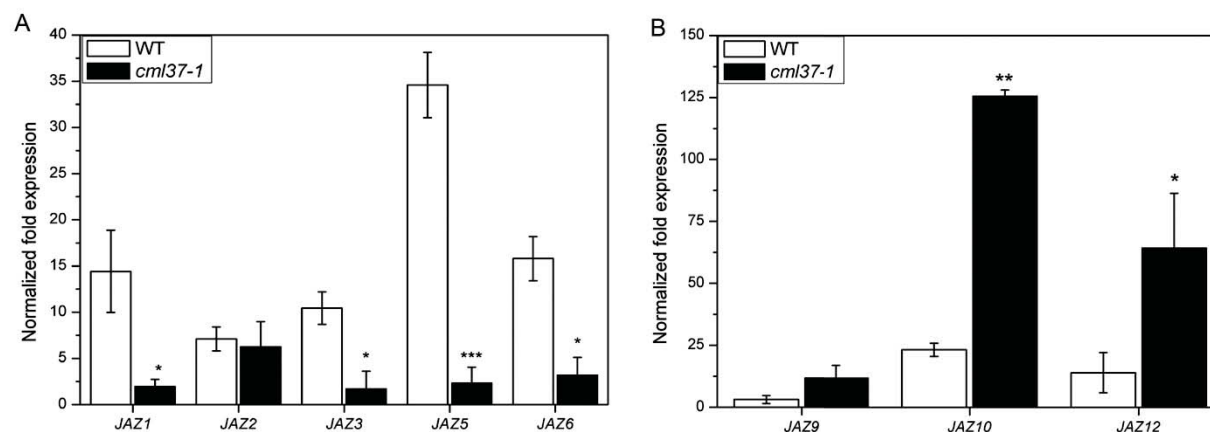 A
WT
cml37-1
Normalized fold expression
40
35
30
25
20
15
10
5
0
*
*
***
*
JAZ1 JAZ2 JAZ3 JAZ5 JAZ6
B
WT
cml37-1
Normalized fold expression
150
125
100
75
50
25
0
**
*
JAZ9 JAZ10 JAZ12